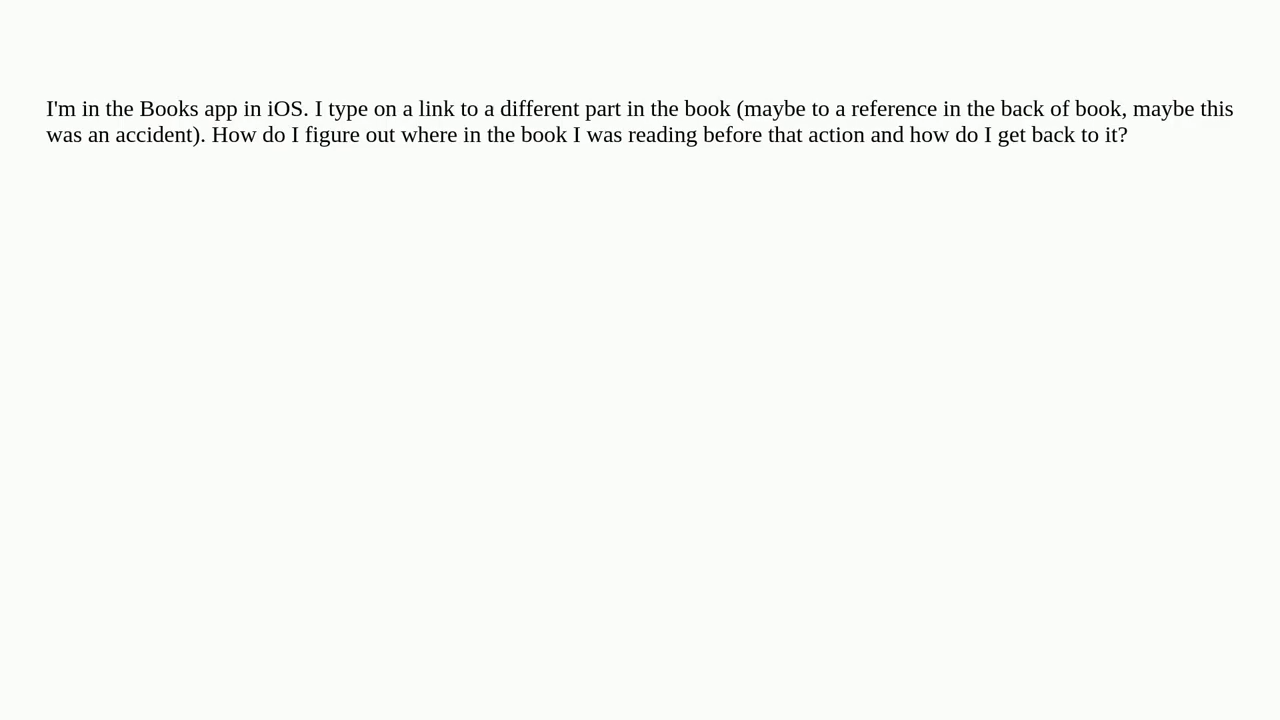 I'm in the Books app in iOS. I type on a link to a different part in the book (maybe to a reference in the back of book, maybe this
was an accident). How do I figure out where in the book I was reading before that action and how do I get back to it?